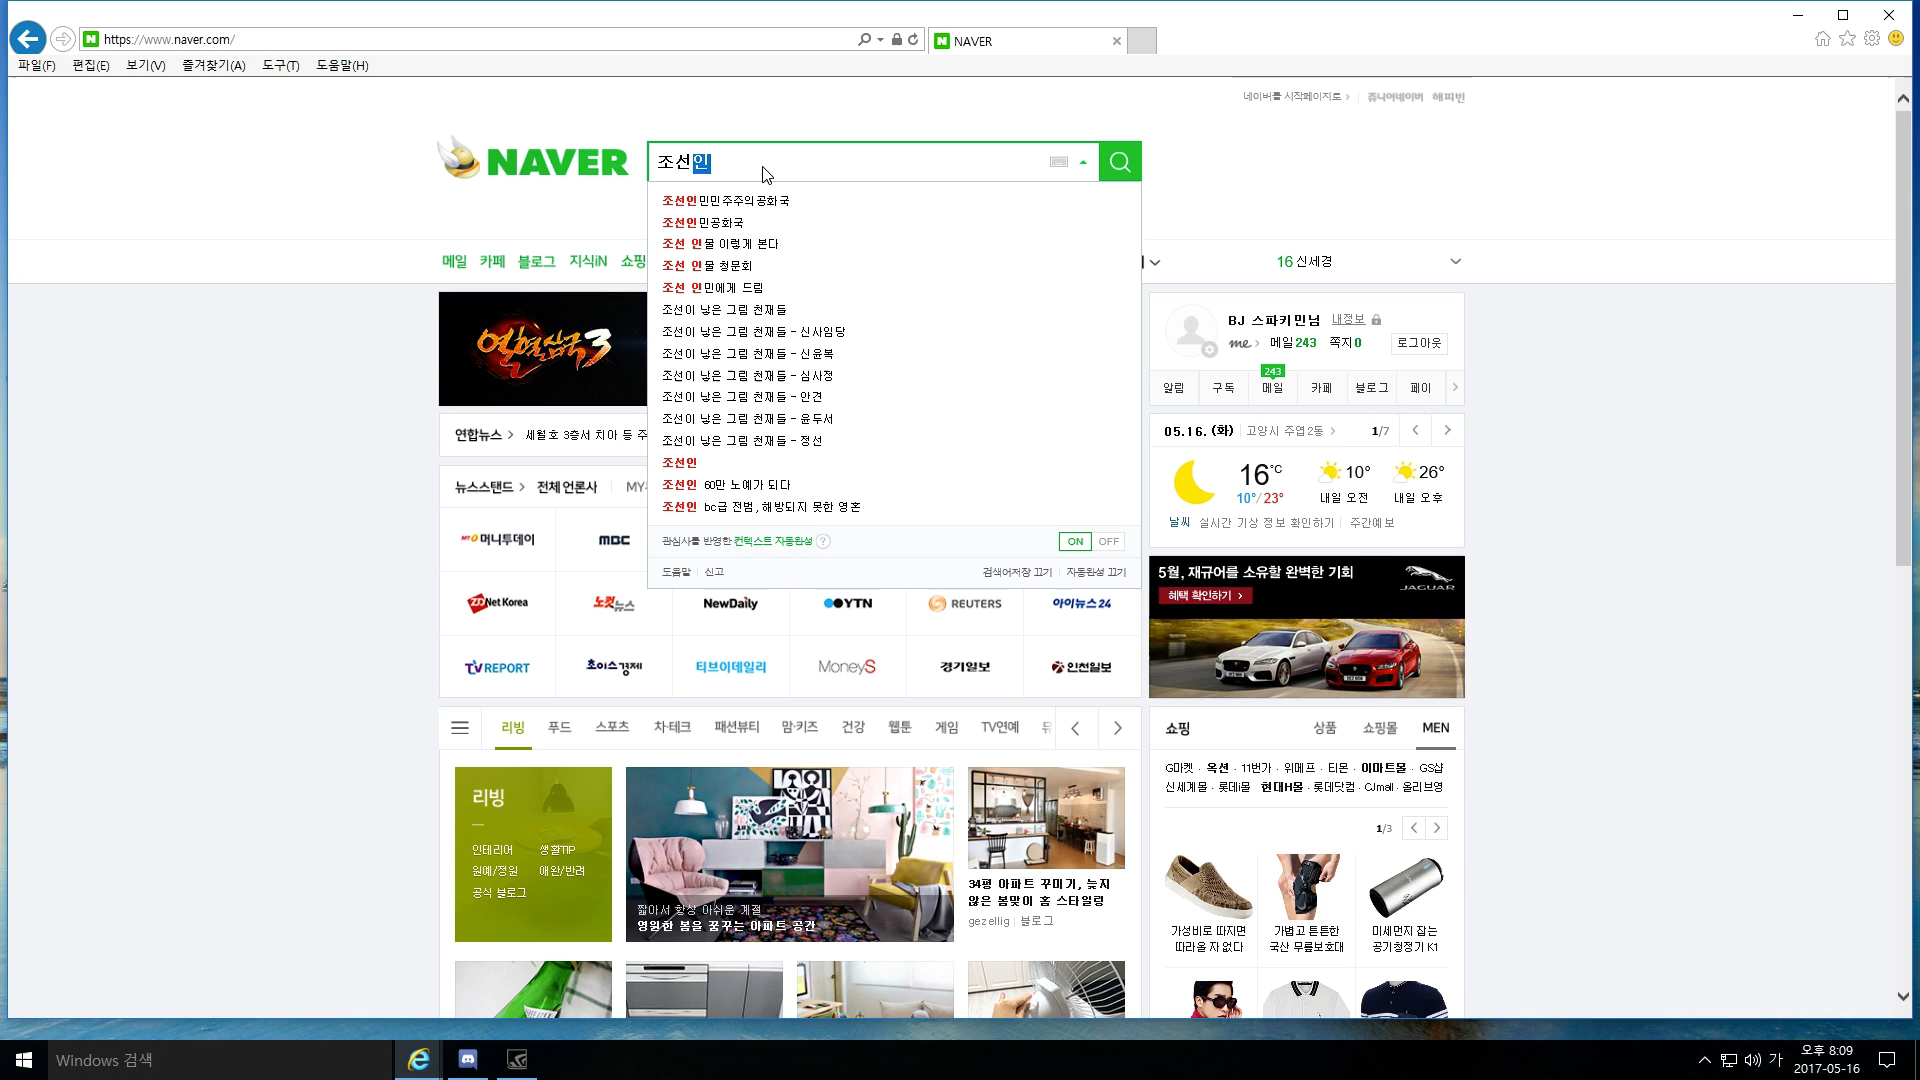 https://www.naver.com/
NAVER
파일(F) 편집(E) 보기(V) 즐겨찾기(A) 도구(T) 도움말(H)
네이버를 시작페이지로 쥬니어네이버 해피빈
NAVER
조선인
조선인민민주주의공화국
조선인민공화국
조선 인물 이렇게 본다
조선 인물 청문회
조선 인민에게 드림
조선이 낳은 그림 천재들
조선이 낳은 그림 천재들 - 신사임당
조선이 낳은 그림 천재들 - 신윤복
조선이 낳은 그림 천재들 - 심사정
조선이 낳은 그림 천재들 - 안견
조선이 낳은 그림 천재들 - 윤두서
조선이 낳은 그림 천재들 - 정선
조선인
조선인 60만 노예가 되다
조선인 bc급 전범, 해방되지 못한 영혼
관심사를 반영한 컨텍스트 자동완성 ?
ON OFF
도움말 신고
검색어저장 끄기 자동완성 끄기
메일 카페 블로그 지식iN 쇼핑
16 신세경
열혈삼국3
연합뉴스 세월호 3층서 치아 등 주
뉴스스탠드 전체 언론사 MY
MTO 머니투데이 MBC
ZDNet Korea 노컷뉴스 NewDaily YTN REUTERS 아이뉴스24
TVREPORT 초이스경제 티브이데일리 MoneyS 경기일보 인천일보
BJ 스파키민님 내정보
me 메일243 쪽지0 로그아웃
243
알림 구독 메일 카페 블로그 페이
05.16. (화) 고양시 주엽2동 1/7
16°C 10°/23°
10° 내일 오전
26° 내일 오후
날씨 실시간 기상 정보 확인하기 주간예보
5월, 재규어를 소유할 완벽한 기회
혜택 확인하기
JAGUAR
리빙 푸드 스포츠 차·테크 패션뷰티 맘·키즈 건강 웹툰 게임 TV연예
리빙
인테리어 생활TIP
원예/정원 애완/반려
공식 블로그
짧아서 항상 아쉬운 계절
영원한 봄을 꿈꾸는 아파트 공간
34평 아파트 꾸미기, 늦지
않은 봄맞이 홈 스타일링
gezellig 블로그
쇼핑 상품 쇼핑몰 MEN
G마켓 · 옥션 · 11번가 · 위메프 · 티몬 · 이마트몰 · GS샵
신세계몰 · 롯데i몰 현대H몰 · 롯데닷컴 · CJmall · 올리브영
1/3
가성비로 따지면
따라올 자 없다
가볍고 튼튼한
국산 무릎보호대
미세먼지 잡는
공기청정기 K1
Windows 검색
가
오후 8:09
2017-05-16